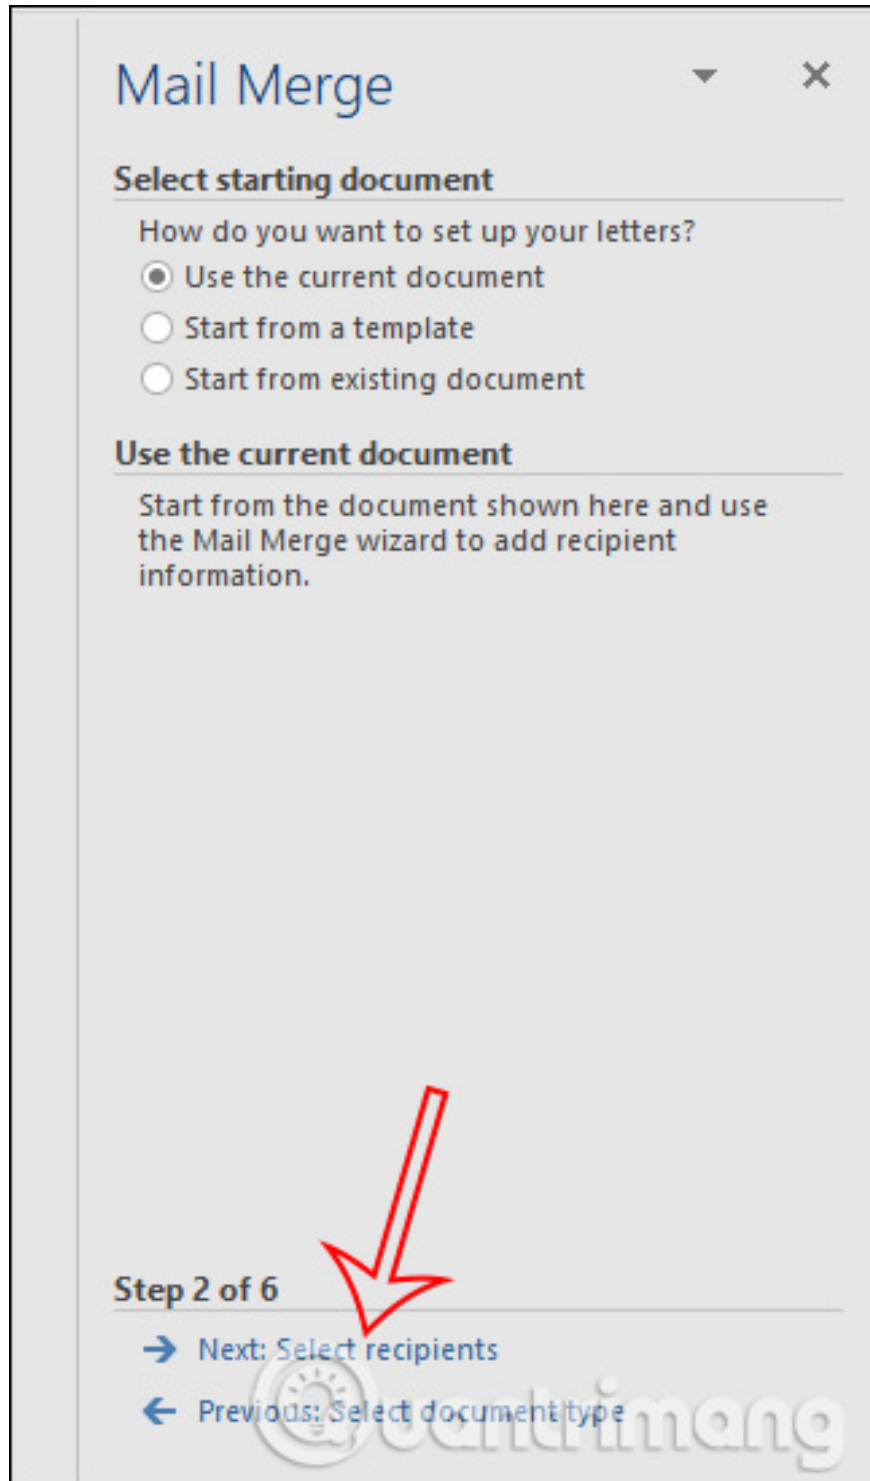 Mail Merge
Select starting document
How do you want to set up your letters?
Use the current document
Start from a template
Start from existing document
Use the current document
Start from the document shown here and use
the Mail Merge wizard to add recipient
information.
Step 2 of 6
Next: Select recipients
Previous: Select document type
Quantrimang